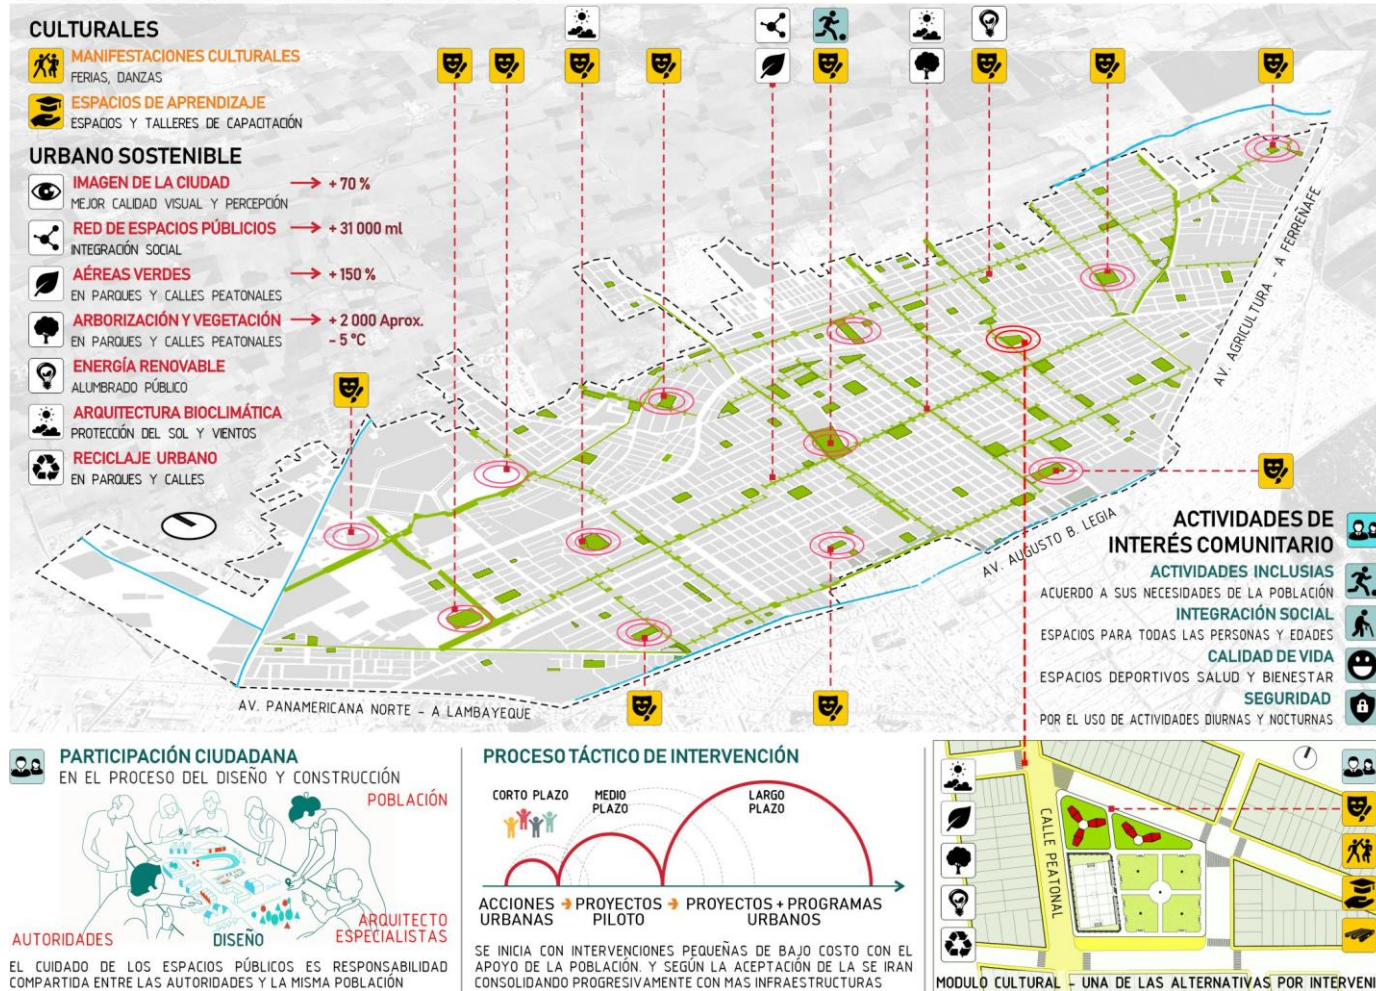 CULTURALES
MANIFESTACIONES CULTURALES
FERIAS, DANZAS
ESPACIOS DE APRENDIZAJE
ESPACIOS Y TALLERES DE CAPACITACIÓN
URBANO SOSTENIBLE
IMAGEN DE LA CIUDAD → + 70 %
MEJOR CALIDAD VISUAL Y PERCEPCIÓN
RED DE ESPACIOS PÚBLICIOS → + 31 000 ml
INTEGRACIÓN SOCIAL
AÉREAS VERDES → + 150 %
EN PARQUES Y CALLES PEATONALES
ARBORIZACIÓN Y VEGETACIÓN → + 2 000 Aprox.
EN PARQUES Y CALLES PEATONALES - 5 °C
ENERGÍA RENOVABLE
ALUMBRADO PÚBLICO
ARQUITECTURA BIOCLIMÁTICA
PROTECCIÓN DEL SOL Y VIENTOS
RECICLAJE URBANO
EN PARQUES Y CALLES
AV. AGRICULTURA - A FERREÑAFE
AV. AUGUSTO B. LEGIA
AV. PANAMERICANA NORTE - A LAMBAYEQUE
ACTIVIDADES DE
INTERÉS COMUNITARIO
ACTIVIDADES INCLUSIAS
ACUERDO A SUS NECESIDADES DE LA POBLACIÓN
INTEGRACIÓN SOCIAL
ESPACIOS PARA TODAS LAS PERSONAS Y EDADES
CALIDAD DE VIDA
ESPACIOS DEPORTIVOS SALUD Y BIENESTAR
SEGURIDAD
POR EL USO DE ACTIVIDADES DIURNAS Y NOCTURNAS
PARTICIPACIÓN CIUDADANA
EN EL PROCESO DEL DISEÑO Y CONSTRUCCIÓN
POBLACIÓN
AUTORIDADES
DISEÑO
ARQUITECTO
ESPECIALISTAS
EL CUIDADO DE LOS ESPACIOS PÚBLICOS ES RESPONSABILIDAD
COMPARTIDA ENTRE LAS AUTORIDADES Y LA MISMA POBLACIÓN
PROCESO TÁCTICO DE INTERVENCIÓN
CORTO PLAZO
MEDIO
PLAZO
LARGO
PLAZO
ACCIONES
URBANAS
PROYECTOS
PILOTO
PROYECTOS + PROGRAMAS
URBANOS
SE INICIA CON INTERVENCIONES PEQUEÑAS DE BAJO COSTO CON EL
APOYO DE LA POBLACIÓN. Y SEGÚN LA ACEPTACIÓN DE LA SE IRAN
CONSOLIDANDO PROGRESIVAMENTE CON MAS INFRAESTRUCTURAS
CALLE PEATONAL
MODULO CULTURAL - UNA DE LAS ALTERNATIVAS POR INTERVENI